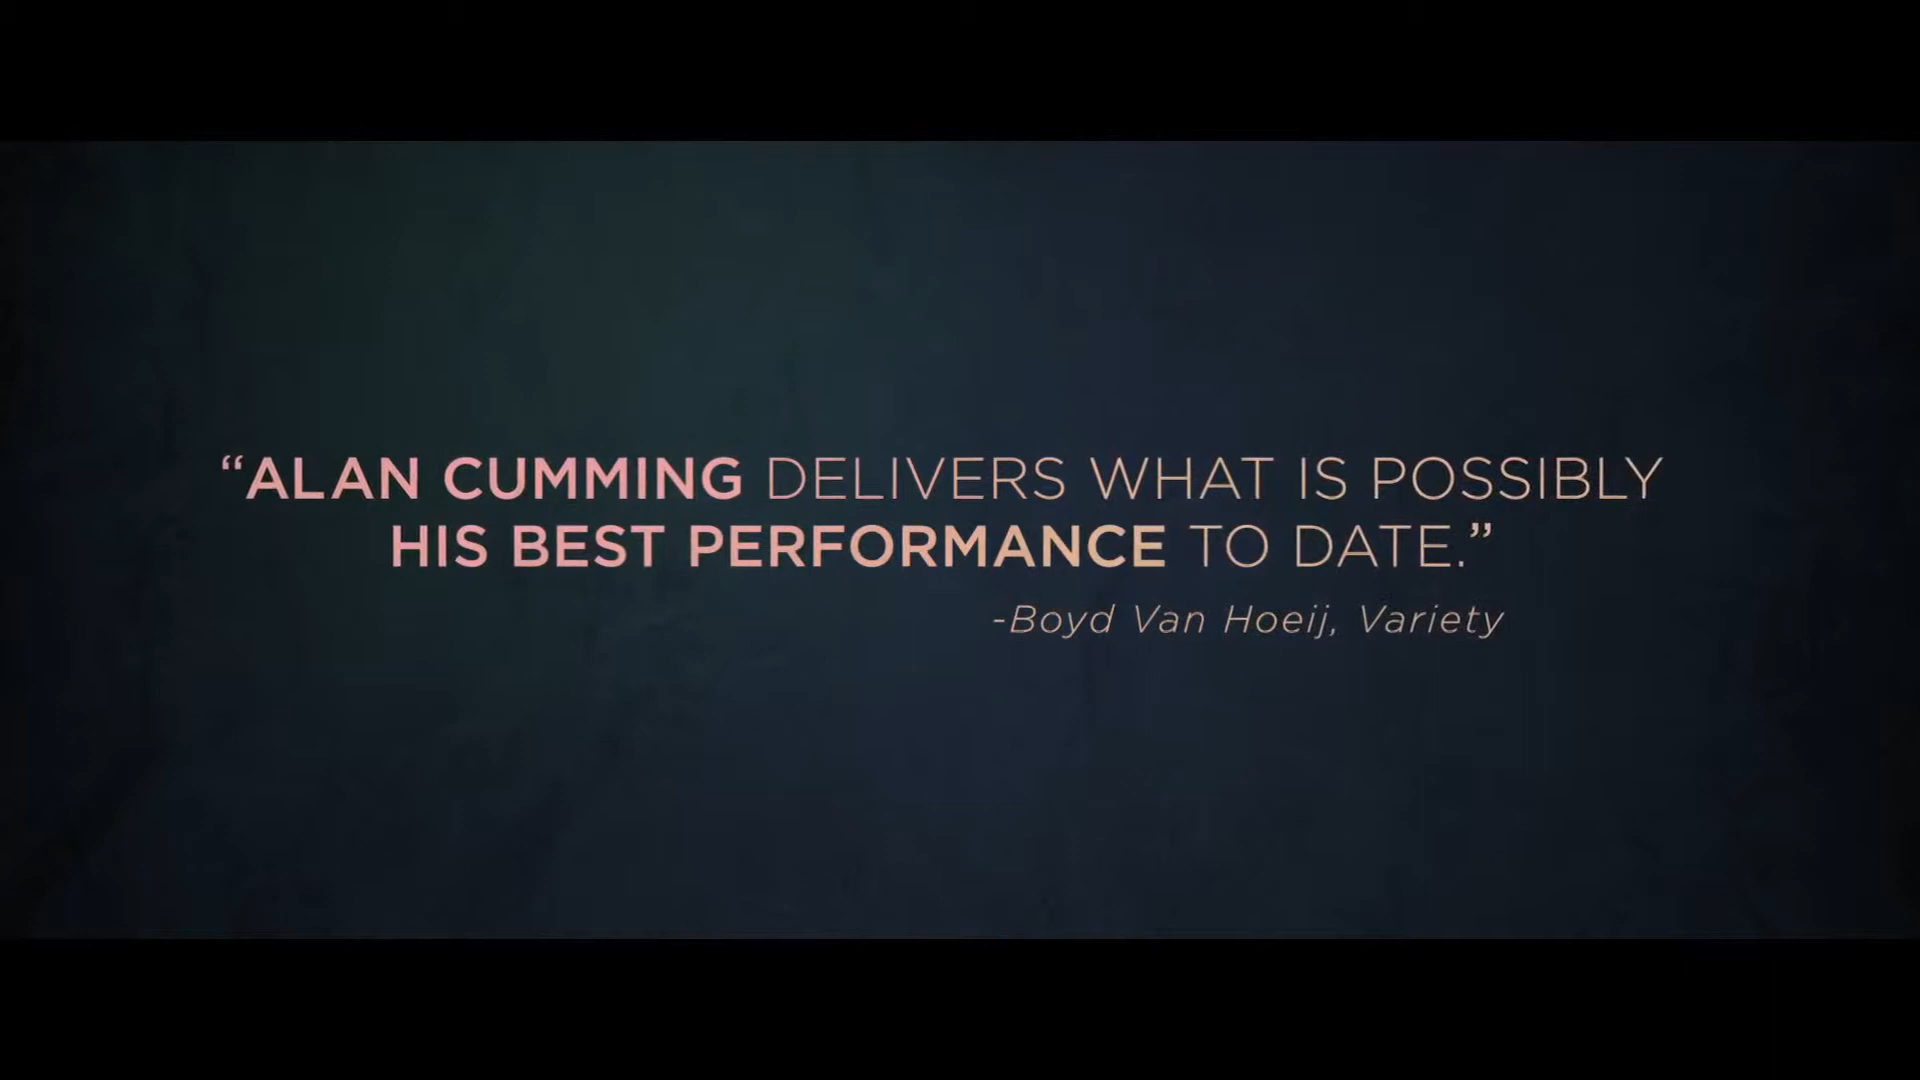 “ALAN CUMMING DELIVERS WHAT IS POSSIBLY
HIS BEST PERFORMANCE TO DATE.”
-Boyd Van Hoeij, Variety